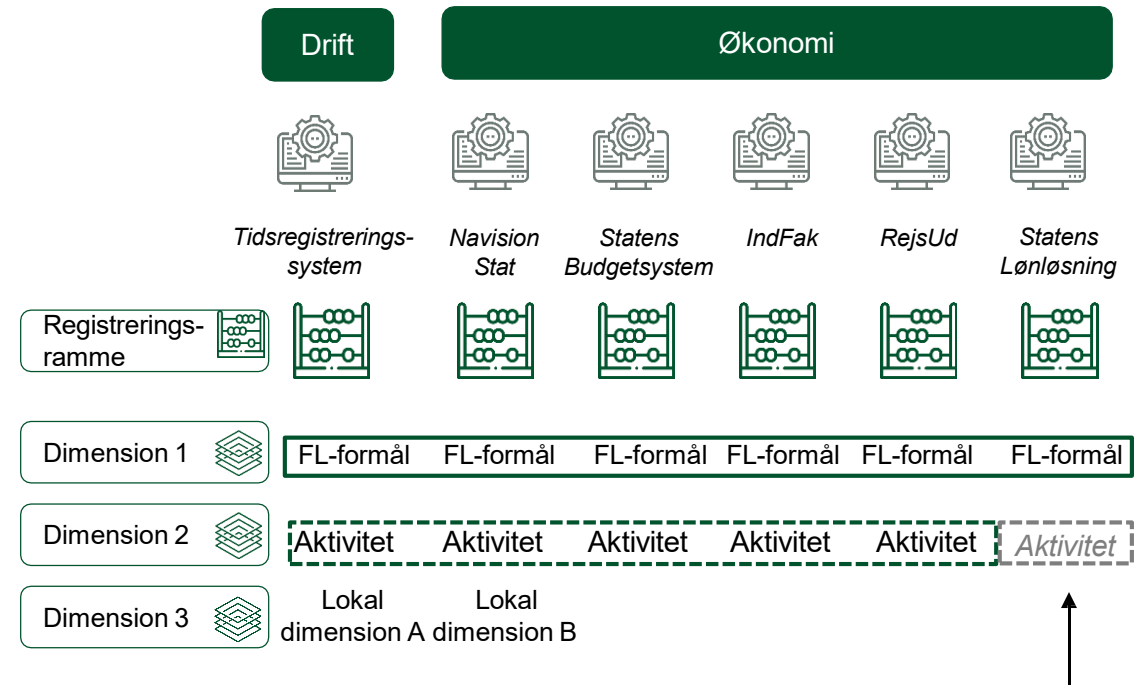 Drift
Økonomi
Tidsregistrerings-
system
Navision
Stat
Statens
Budgetsystem
IndFak
RejsUd
Statens
Lønløsning
Registrerings-
ramme
Dimension 1
FL-formål FL-formål FL-formål FL-formål FL-formål FL-formål
Dimension 2
Aktivitet Aktivitet Aktivitet Aktivitet Aktivitet Aktivitet
Dimension 3
Lokal
dimension A
Lokal
dimension B